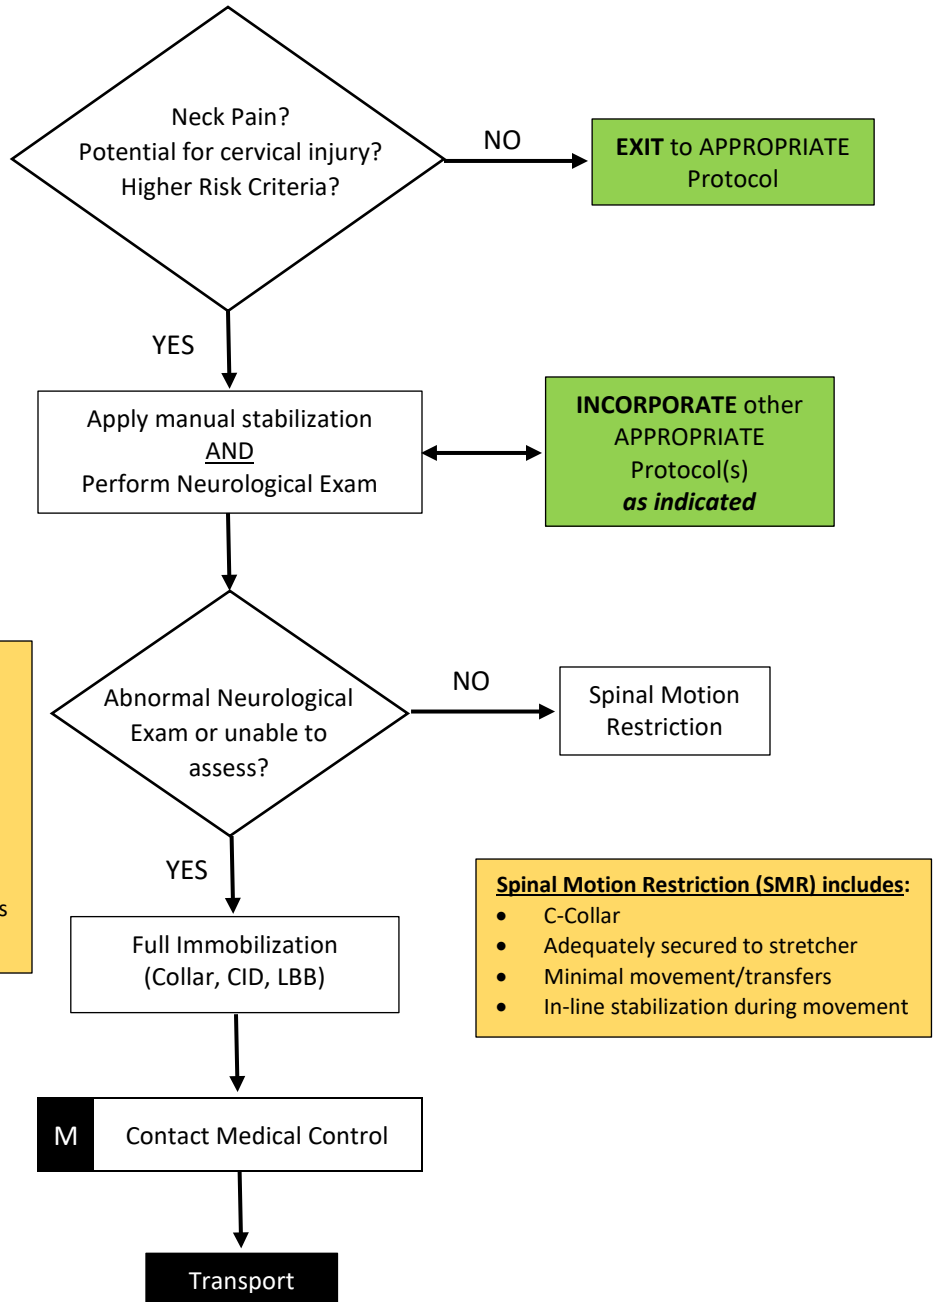 Neck Pain?
Potential for cervical injury?
Higher Risk Criteria?
NO
EXIT to APPROPRIATE
Protocol
YES
Apply manual stabilization
AND
Perform Neurological Exam
INCORPORATE other
APPROPRIATE
Protocol(s)
as indicated
Abnormal Neurological
Exam or unable to
assess?
NO
Spinal Motion
Restriction
YES
Full Immobilization
(Collar, CID, LBB)
Spinal Motion Restriction (SMR) includes:
• C-Collar
• Adequately secured to stretcher
• Minimal movement/transfers
• In-line stabilization during movement
M Contact Medical Control
Transport